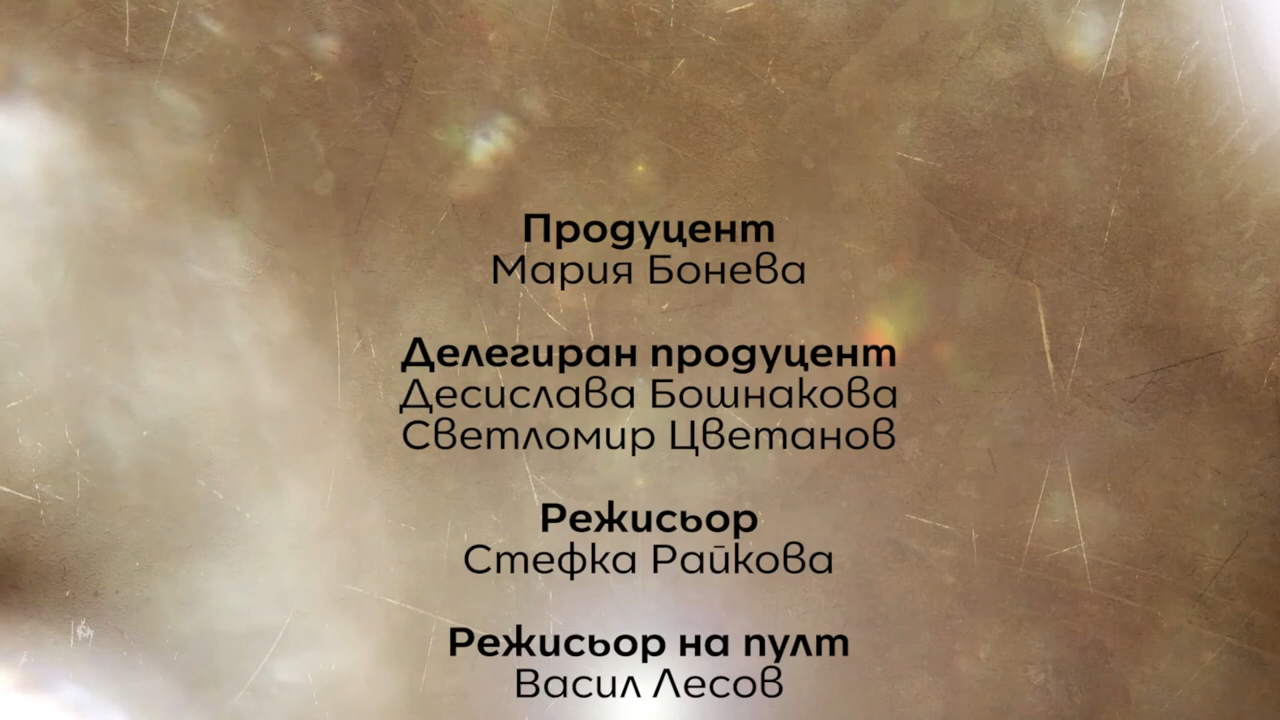 Продуцент
Мария Бонева
Делегиран продуцент
Десислава Бошнакова
Светломир Цветанов
Режисьор
Стефка Райкова
Режисьор на пулт
Васил Лесов